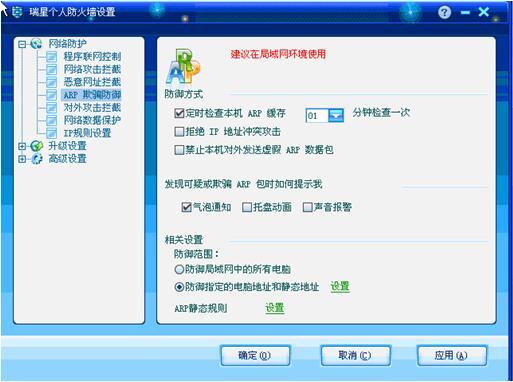 瑞星个人防火墙设置
网络防护
程序联网控制
网络攻击拦截
恶意网址拦截
ARP 欺骗防御
对外攻击拦截
网络数据保护
IP规则设置
升级设置
高级设置
ARP
建议在局域网环境使用
防御方式
定时检查本机 ARP 缓存 01 分钟检查一次
拒绝 IP 地址冲突攻击
禁止本机对外发送虚假 ARP 数据包
发现可疑或欺骗 ARP 包时如何提示我
气泡通知 托盘动画 声音报警
相关设置
防御范围：
防御局域网中的所有电脑
防御指定的电脑地址和静态地址 设置
ARP静态规则 设置
确定(O) 取消(C) 应用(A)